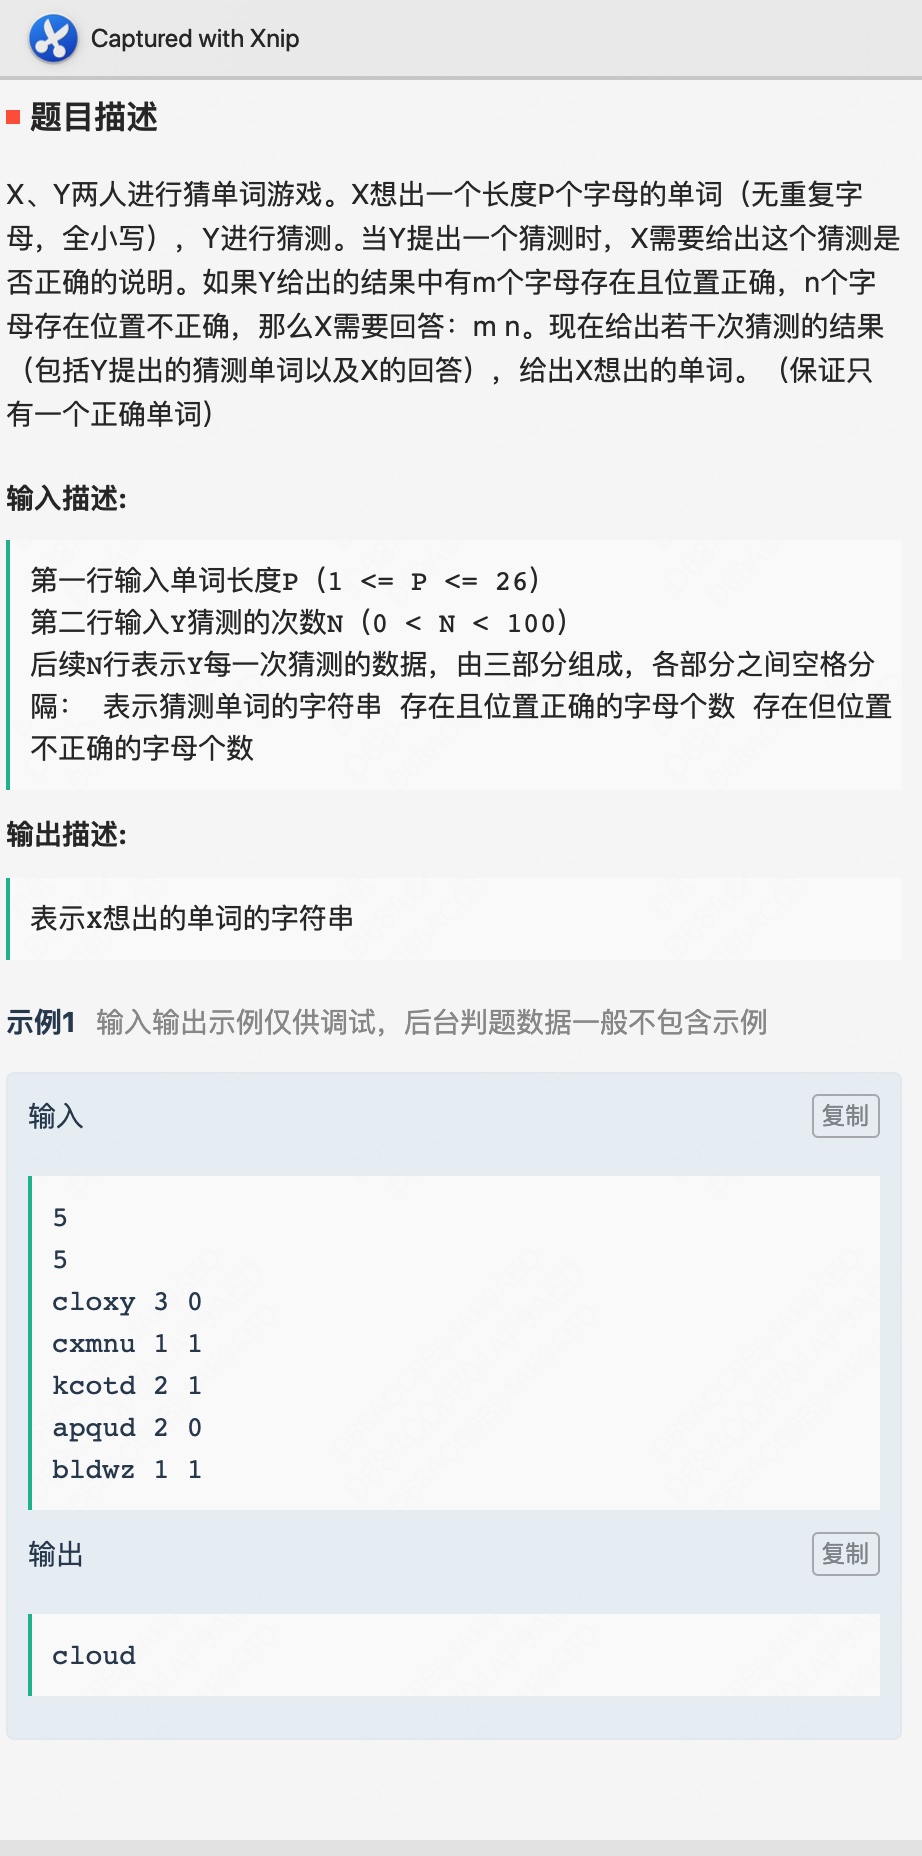 Captured with Xnip
题目描述
X、Y两人进行猜单词游戏。X想出一个长度P个字母的单词（无重复字
母，全小写），Y进行猜测。当Y提出一个猜测时，X需要给出这个猜测是
否正确的说明。如果Y给出的结果中有m个字母存在且位置正确，n个字
母存在位置不正确，那么X需要回答：m n。现在给出若干次猜测的结果
（包括Y提出的猜测单词以及X的回答），给出X想出的单词。（保证只
有一个正确单词）
输入描述:
第一行输入单词长度P（1 <= P <= 26）
第二行输入Y猜测的次数N（0 < N < 100）
后续N行表示Y每一次猜测的数据，由三部分组成，各部分之间空格分
隔： 表示猜测单词的字符串 存在且位置正确的字母个数 存在但位置
不正确的字母个数
输出描述:
表示x想出的单词的字符串
示例1 输入输出示例仅供调试，后台判题数据一般不包含示例
输入
复制
5
5
cloxy 3 0
cxmnu 1 1
kcotd 2 1
apqud 2 0
bldwz 1 1
输出
复制
cloud